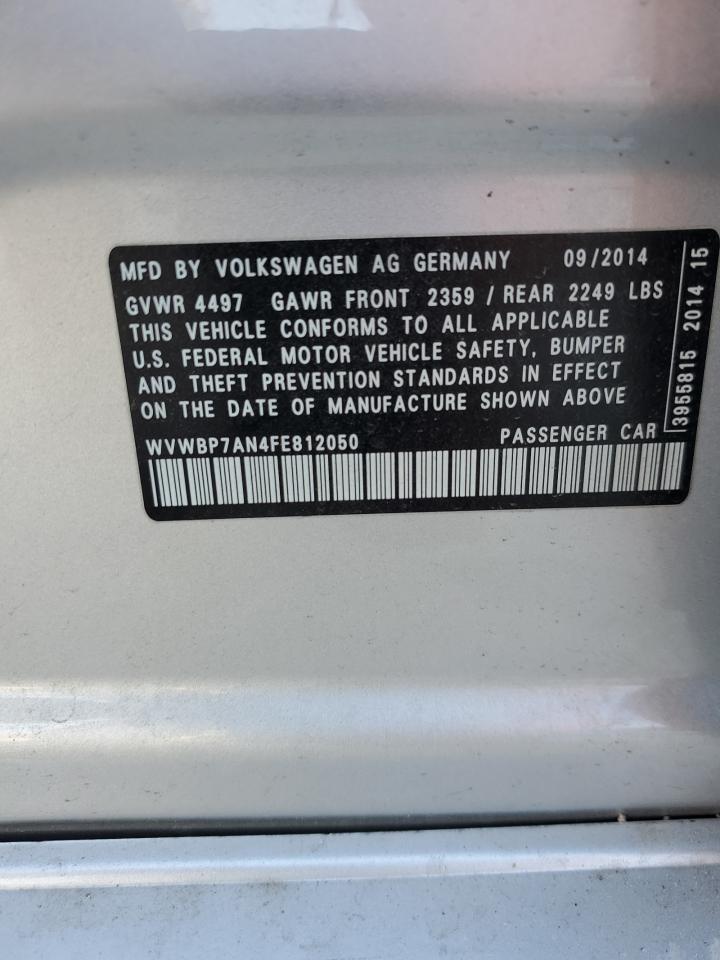 MFD BY VOLKSWAGEN AG GERMANY 09/2014
GVWR 4497 GAWR FRONT 2359 / REAR 2249 LBS
THIS VEHICLE CONFORMS TO ALL APPLICABLE
U.S. FEDERAL MOTOR VEHICLE SAFETY, BUMPER
AND THEFT PREVENTION STANDARDS IN EFFECT
ON THE DATE OF MANUFACTURE SHOWN ABOVE
WVWBP7AN4FE812050 PASSENGER CAR
3955815 2014 15